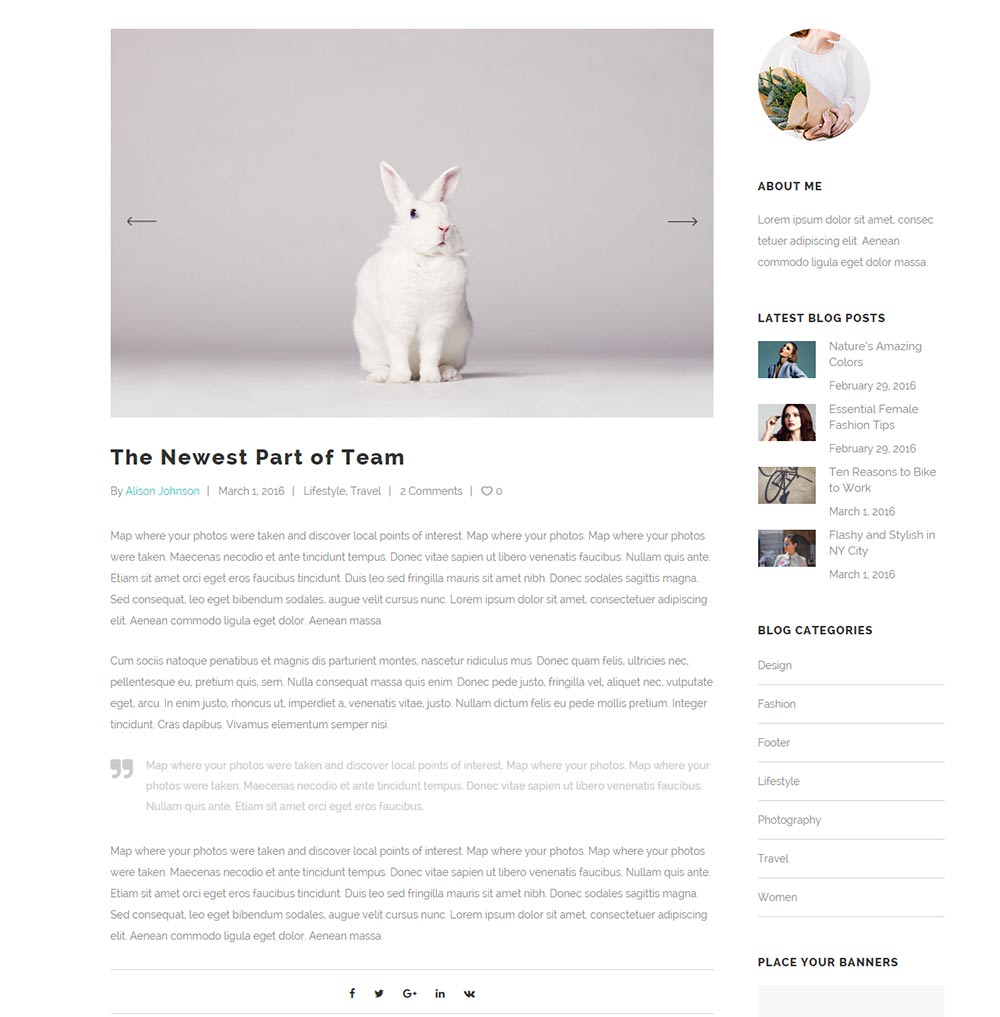 The Newest Part of Team
By Alison Johnson | March 1, 2016 | Lifestyle, Travel | 2 Comments | 0
Map where your photos were taken and discover local points of interest. Map where your photos. Map where your photos
were taken. Maecenas necodio et ante tincidunt tempus. Donec vitae sapien ut libero venenatis faucibus. Nullam quis ante.
Etiam sit amet orci eget eros faucibus tincidunt. Duis leo sed fringilla mauris sit amet nibh. Donec sodales sagittis magna.
Sed consequat, leo eget bibendum sodales, augue velit cursus nunc. Lorem ipsum dolor sit amet, consectetuer adipiscing
elit. Aenean commodo ligula eget dolor. Aenean massa.
Cum sociis natoque penatibus et magnis dis parturient montes, nascetur ridiculus mus. Donec quam felis, ultricies nec,
pellentesque eu, pretium quis, sem. Nulla consequat massa quis enim. Donec pede justo, fringilla vel, aliquet nec, vulputate
eget, arcu. In enim justo, rhoncus ut, imperdiet a, venenatis vitae, justo. Nullam dictum felis eu pede mollis pretium. Integer
tincidunt. Cras dapibus. Vivamus elementum semper nisi.
Map where your photos were taken and discover local points of interest. Map where your photos. Map where your
photos were taken. Maecenas necodio et ante tincidunt tempus. Donec vitae sapien ut libero venenatis faucibus.
Nullam quis ante. Etiam sit amet orci eget eros faucibus.
Map where your photos were taken and discover local points of interest. Map where your photos. Map where your photos
were taken. Maecenas necodio et ante tincidunt tempus. Donec vitae sapien ut libero venenatis faucibus. Nullam quis ante.
Etiam sit amet orci eget eros faucibus tincidunt. Duis leo sed fringilla mauris sit amet nibh. Donec sodales sagittis magna.
Sed consequat, leo eget bibendum sodales, augue velit cursus nunc. Lorem ipsum dolor sit amet, consectetuer adipiscing
elit. Aenean commodo ligula eget dolor. Aenean massa.
ABOUT ME
Lorem ipsum dolor sit amet, consec
tetuer adipiscing elit. Aenean
commodo ligula eget dolor massa.
LATEST BLOG POSTS
Nature's Amazing
Colors
February 29, 2016
Essential Female
Fashion Tips
February 29, 2016
Ten Reasons to Bike
to Work
March 1, 2016
Flashy and Stylish in
NY City
March 1, 2016
BLOG CATEGORIES
Design
Fashion
Footer
Lifestyle
Photography
Travel
Women
PLACE YOUR BANNERS